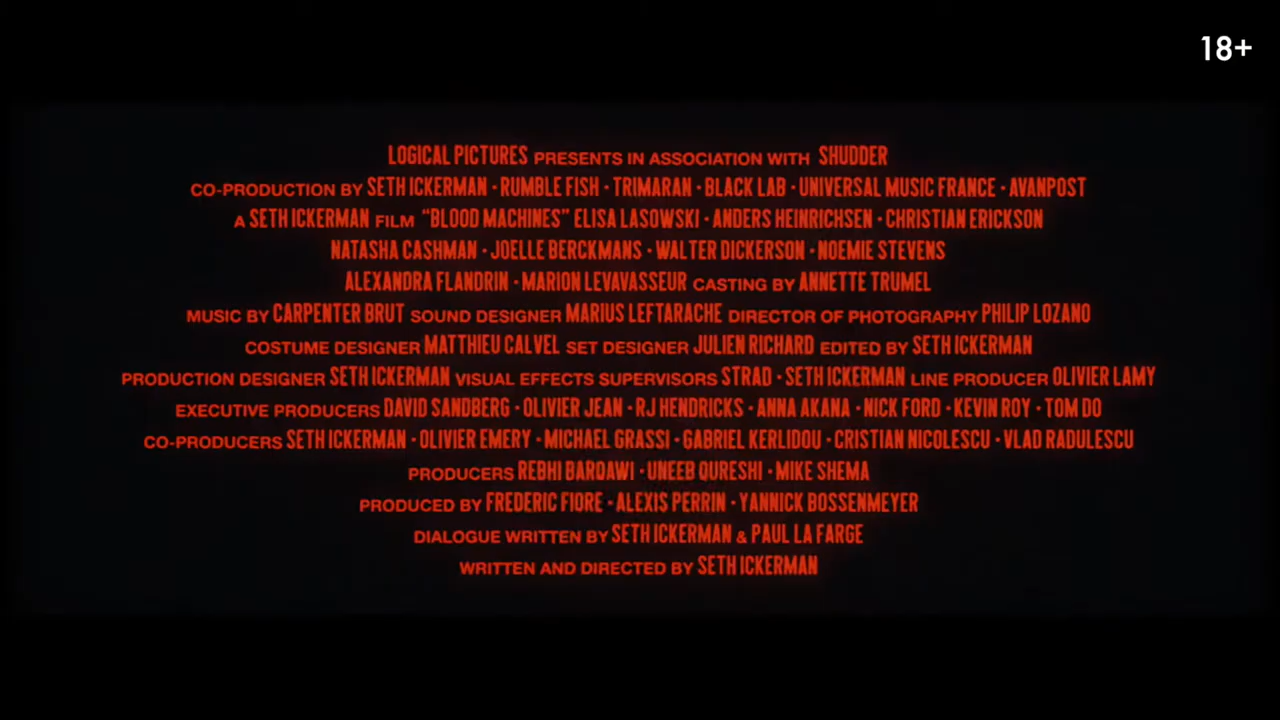 18+
LOGICAL PICTURES PRESENTS IN ASSOCIATION WITH SHUDDER
CO-PRODUCTION BY SETH ICKERMAN · RUMBLE FISH · TRIMARAN · BLACK LAB · UNIVERSAL MUSIC FRANCE · AVANPOST
A SETH ICKERMAN FILM "BLOOD MACHINES" ELISA LASOWSKI · ANDERS HEINRICHSEN · CHRISTIAN ERICKSON
NATASHA CASHMAN · JOELLE BERCKMANS · WALTER DICKERSON · NOEMIE STEVENS
ALEXANDRA FLANDRIN · MARION LEVAVASSEUR CASTING BY ANNETTE TRUMEL
MUSIC BY CARPENTER BRUT SOUND DESIGNER MARIUS LEFTARACHE DIRECTOR OF PHOTOGRAPHY PHILIP LOZANO
COSTUME DESIGNER MATTHIEU CALVEL SET DESIGNER JULIEN RICHARD EDITED BY SETH ICKERMAN
PRODUCTION DESIGNER SETH ICKERMAN VISUAL EFFECTS SUPERVISORS STRAD · SETH ICKERMAN LINE PRODUCER OLIVIER LAMY
EXECUTIVE PRODUCERS DAVID SANDBERG · OLIVIER JEAN · RJ HENDRICKS · ANNA AKANA · NICK FORD · KEVIN ROY · TOM DO
CO-PRODUCERS SETH ICKERMAN · OLIVIER EMERY · MICHAEL GRASSI · GABRIEL KERLIDOU · CRISTIAN NICOLESCU · VLAD RADULESCU
PRODUCERS REBHI BARQAWI · UNEEB QURESHI · MIKE SHEMA
PRODUCED BY FREDERIC FIORE · ALEXIS PERRIN · YANNICK BOSSENMEYER
DIALOGUE WRITTEN BY SETH ICKERMAN & PAUL LA FARGE
WRITTEN AND DIRECTED BY SETH ICKERMAN